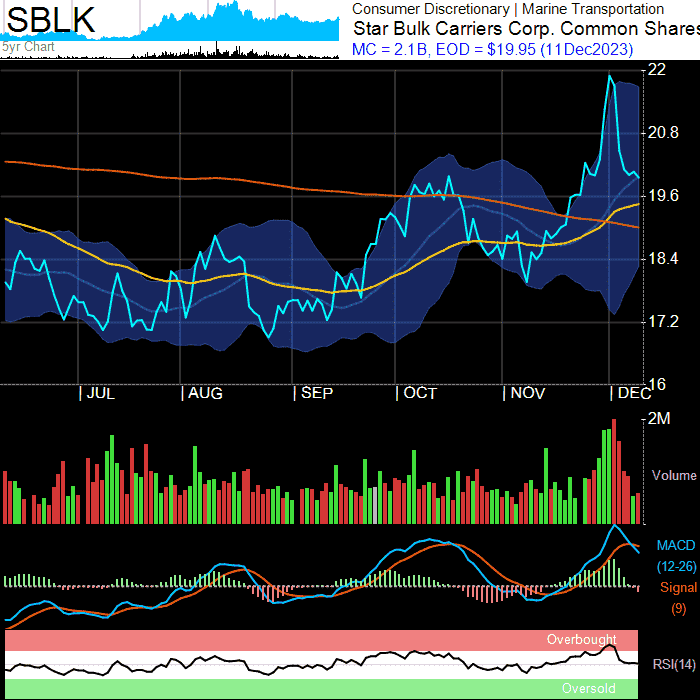 SBLK
5yr Chart
Consumer Discretionary | Marine Transportation
Star Bulk Carriers Corp. Common Shares
MC = 2.1B, EOD = $19.95 (11Dec2023)
22
20.8
19.6
18.4
17.2
16
| JUL | AUG | SEP | OCT | NOV | DEC
2M
Volume
MACD
(12-26)
Signal
(9)
Overbought
RSI(14)
Oversold